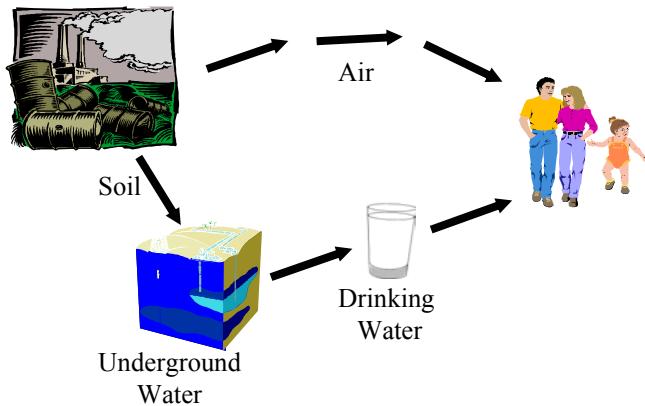 Air
Soil
Drinking
Water
Underground
Water